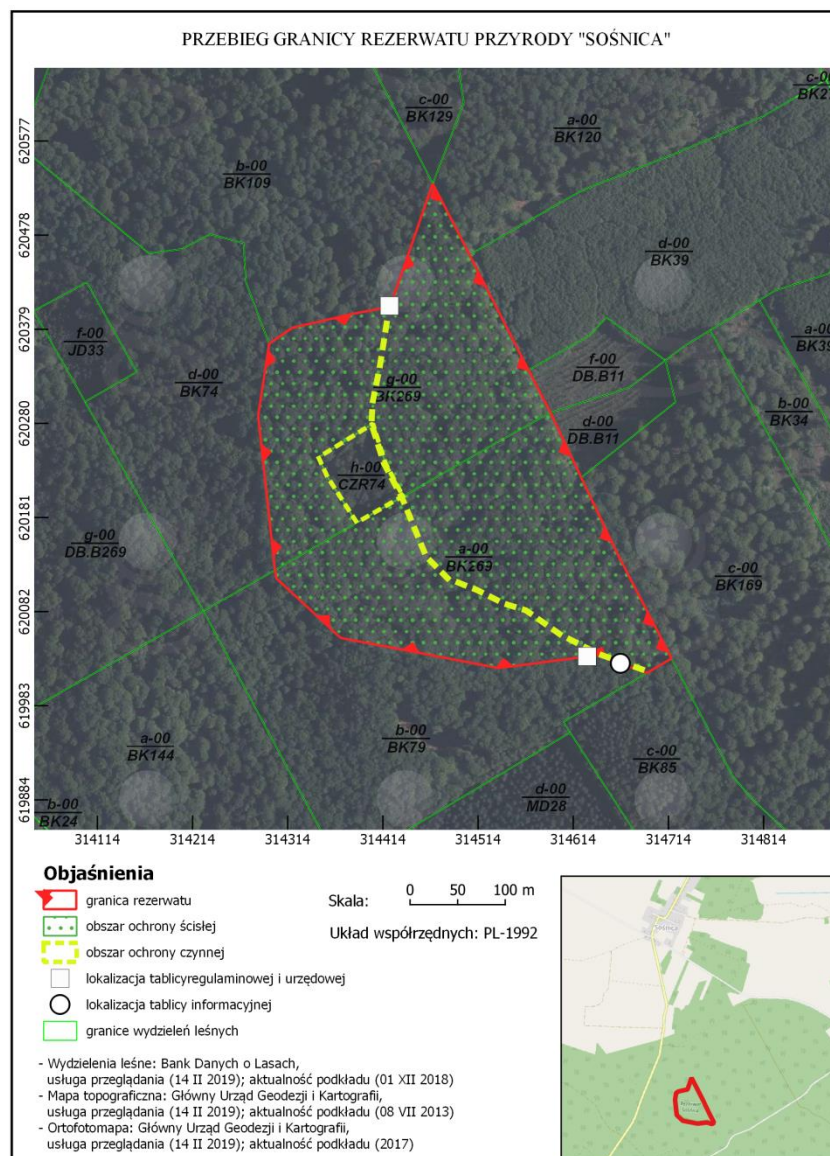 PRZEBIEG GRANICY REZERWATU PRZYRODY "SOŚNICA"
c-00
BK129
a-00
BK120
b-00
BK109
620577
620478
d-00
BK39
620379
f-00
JD33
d-00
BK74
g-00
BK269
f-00
DB.B11
a-00
BK39
b-00
BK34
d-00
DB.B11
620280
h-00
CZR74
620181
g-00
DB.B269
a-00
BK269
c-00
BK169
620082
619983
a-00
BK144
b-00
BK79
c-00
BK85
d-00
MD28
619884
b-00
BK24
314114 314214 314314 314414 314514 314614 314714 314814
Objaśnienia
granica rezerwatu
obszar ochrony ścisłej
obszar ochrony czynnej
lokalizacja tablicyregulaminowej i urzędowej
lokalizacja tablicy informacyjnej
granice wydzieleń leśnych
Skala: 0 50 100 m
Układ współrzędnych: PL-1992
- Wydzielenia leśne: Bank Danych o Lasach,
usługa przeglądania (14 II 2019); aktualność podkładu (01 XII 2018)
- Mapa topograficzna: Główny Urząd Geodezji i Kartografii,
usługa przeglądania (14 II 2019); aktualność podkładu (08 VII 2013)
- Ortofotomapa: Główny Urząd Geodezji i Kartografii,
usługa przeglądania (14 II 2019); aktualność podkładu (2017)
Sośnica